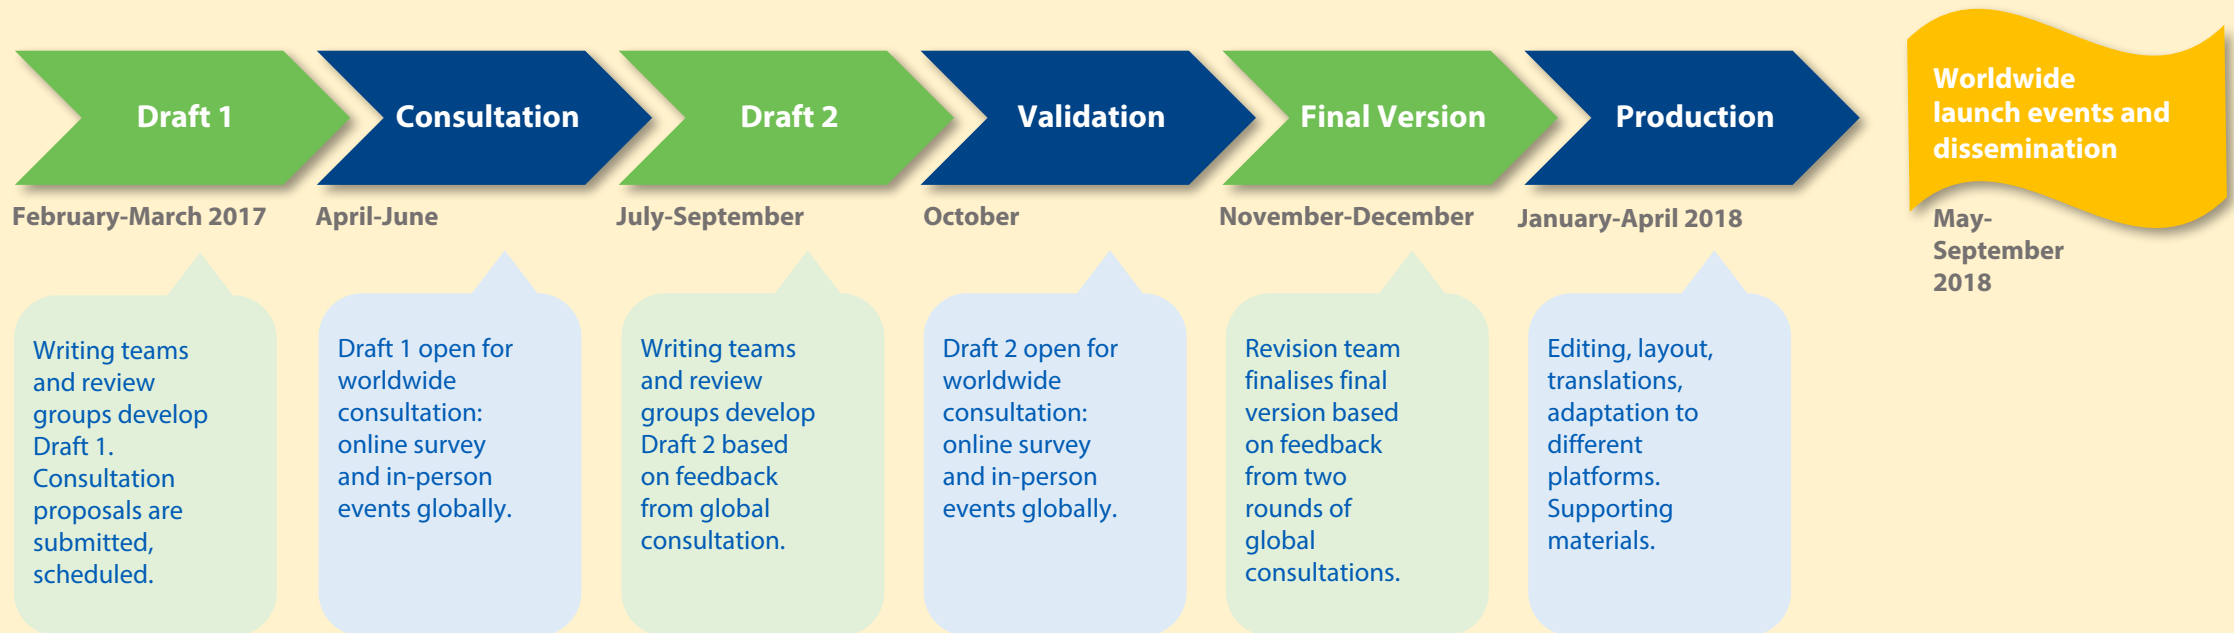 Draft 1
Consultation
Draft 2
Validation
Final Version
Production
Worldwide
launch events and
dissemination
February-March 2017
April-June
July-September
October
November-December
January-April 2018
May-
September
2018
Writing teams
and review
groups develop
Draft 1.
Consultation
proposals are
submitted,
scheduled.
Draft 1 open for
worldwide
consultation:
online survey
and in-person
events globally.
Writing teams
and review
groups develop
Draft 2 based
on feedback
from global
consultation.
Draft 2 open for
worldwide
consultation:
online survey
and in-person
events globally.
Revision team
finalises final
version based
on feedback
from two
rounds of
global
consultations.
Editing, layout,
translations,
adaptation to
different
platforms.
Supporting
materials.